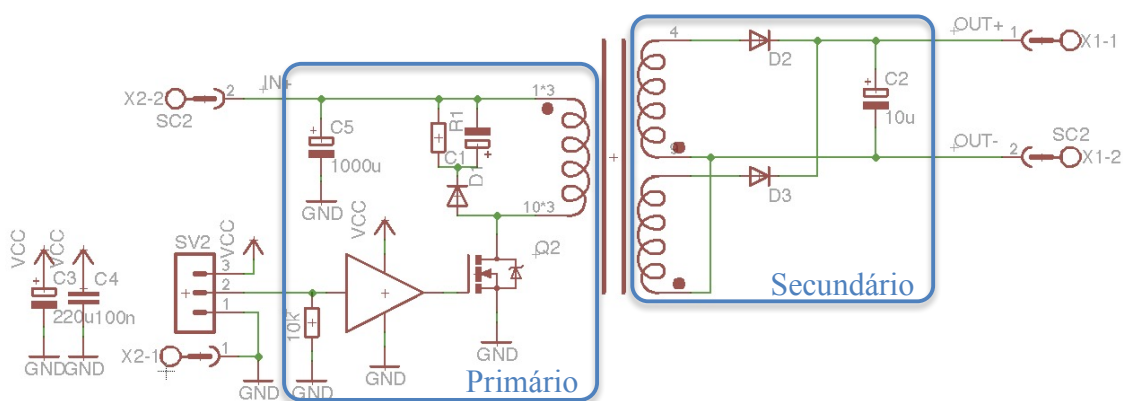 4
D2
OUT+
1
X1-1
X2-2
2
IN+
SC2
1*3
C5
1000u
GND
R1
C1
D1
10*3
C2
10u
9
OUT-
SC2
2
X1-2
D3
VCC
VCC
C3
220u
GND
C4
100n
GND
SV2
VCC
3
2
1
X2-1
1
GND
10k
GND
VCC
GND
Q2
GND
Primário
Secundário